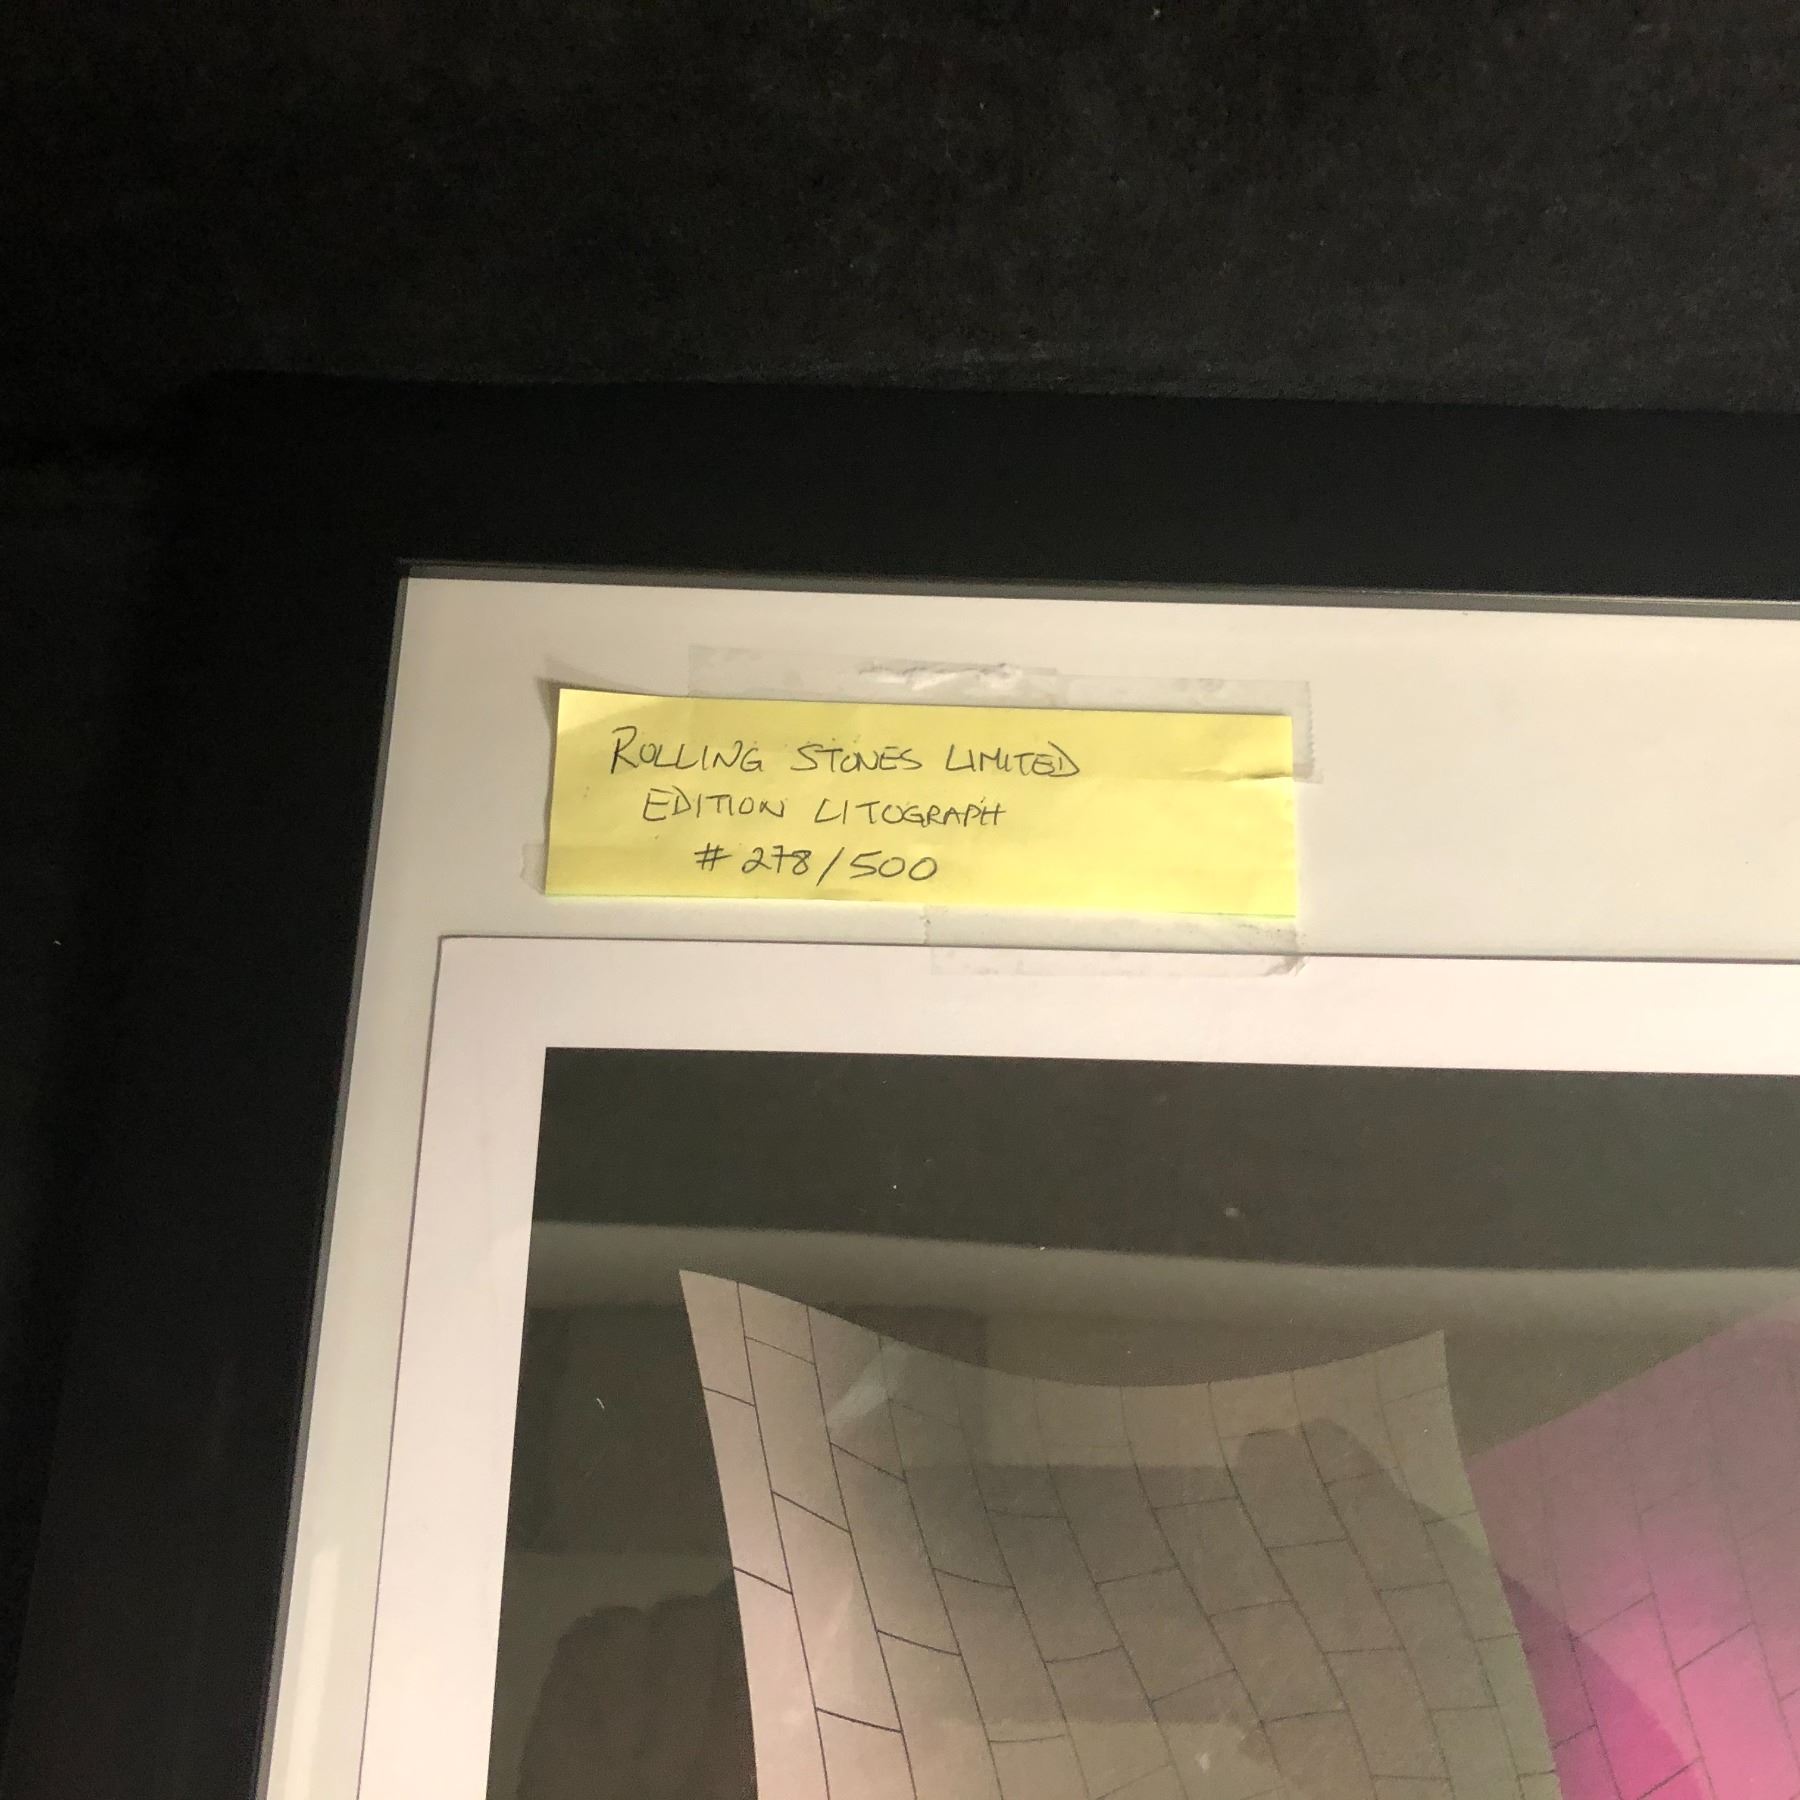 ROLLING STONES LIMITED
EDITION LITOGRAPH
# 278/500